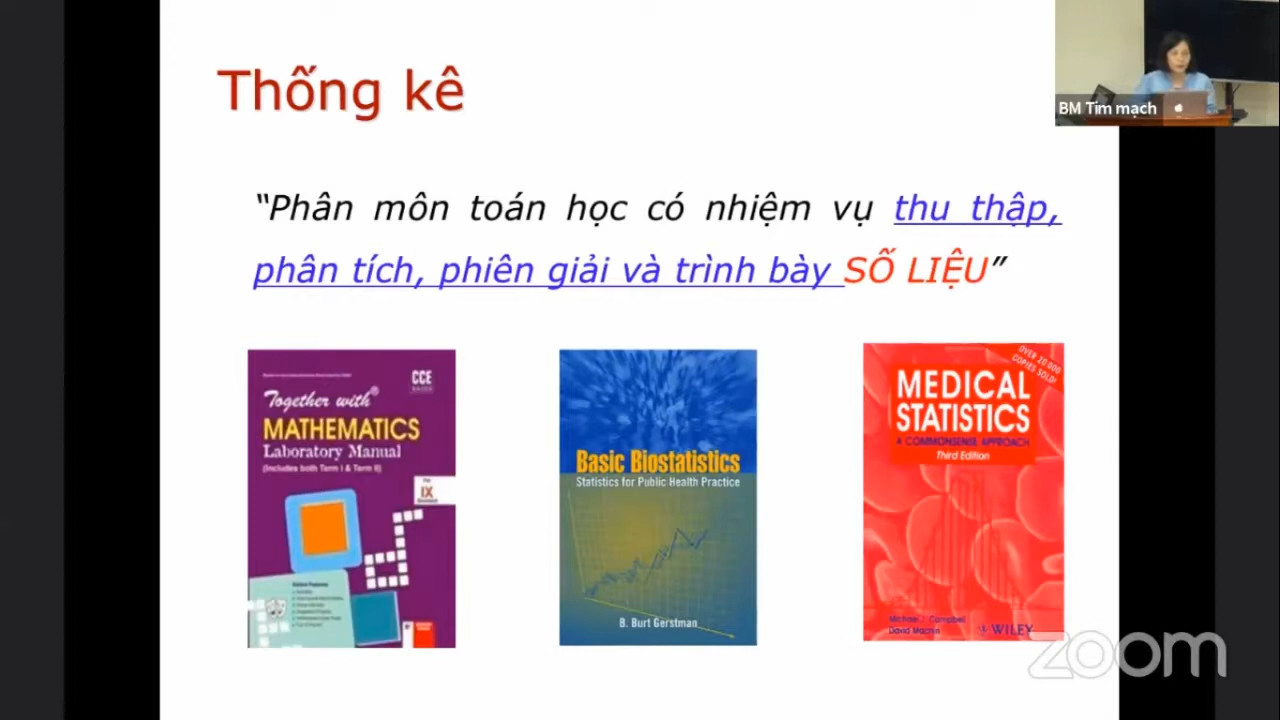 Thống kê
BM Tim mạch
“Phân môn toán học có nhiệm vụ thu thập,
phân tích, phiên giải và trình bày SỐ LIỆU”
CCE
Together with®
MATHEMATICS
Laboratory Manual
(Includes both Term I & Term II)
IX
Basic Biostatistics
Statistics for Public Health Practice
B. Burt Gerstman
OVER 20 000
COPIES SOLD!
MEDICAL
STATISTICS
A COMMONSENSE APPROACH
Third Edition
Michael J. Campbell
David Machin
WILEY
zoom